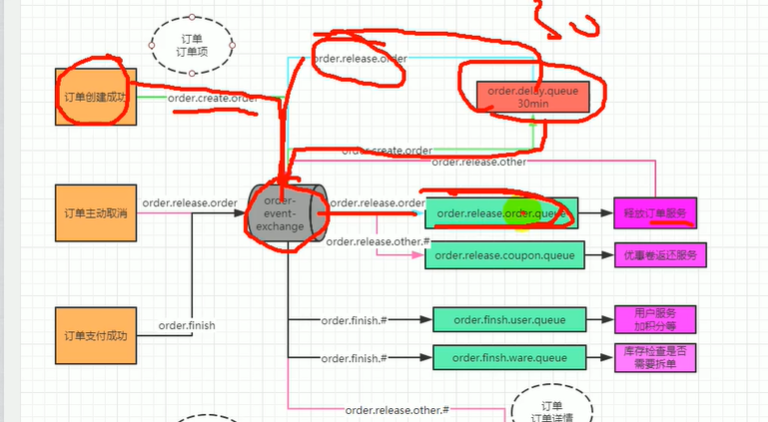 订单
订单项
order.release.order
订单创建成功
order.create.order
order.delay.queue
30min
order.create.order
order.release.other
订单主动取消
order.release.order
order-
event-
exchange
order.release.order
order.release.order.queue
释放订单服务
order.release.other.#
order.release.coupon.queue
优惠卷返还服务
订单支付成功
order.finish
order.finish.#
order.finsh.user.queue
用户服务
加积分等
order.finish.#
order.finsh.ware.queue
库存检查是否
需要拆单
order.release.other.#
订单
订单详情